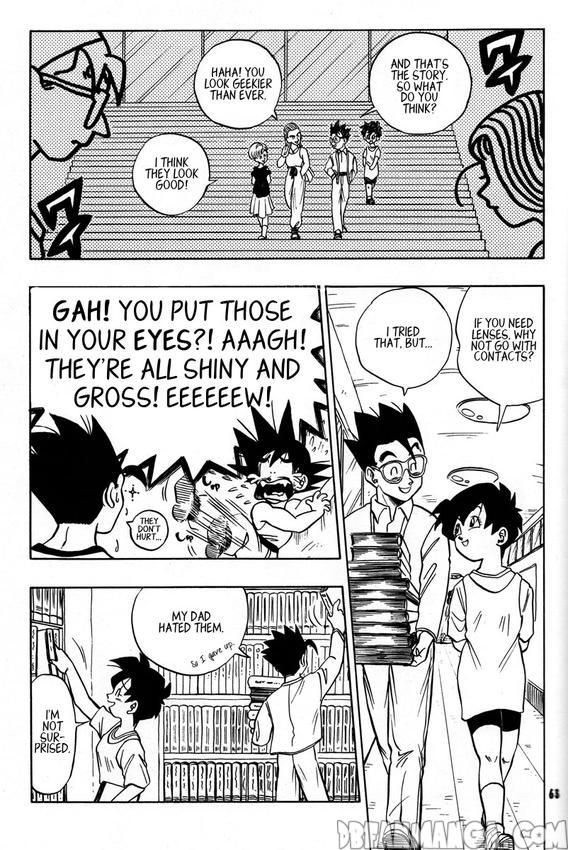 AND THAT'S
THE STORY.
SO WHAT
DO YOU
THINK?
HAHA! YOU
LOOK GEEKIER
THAN EVER.
I THINK
THEY LOOK
GOOD!
IF YOU NEED
LENSES, WHY
NOT GO WITH
CONTACTS?
I TRIED
THAT, BUT...
GAH! YOU PUT THOSE
IN YOUR EYES?! AAAGH!
THEY'RE ALL SHINY AND
GROSS! EEEEEEW!
THEY
DON'T
HURT...
MY DAD
HATED THEM.
So I gave up.
I'M
NOT
SUR-
PRISED.
63
DBFANMANGA.COM